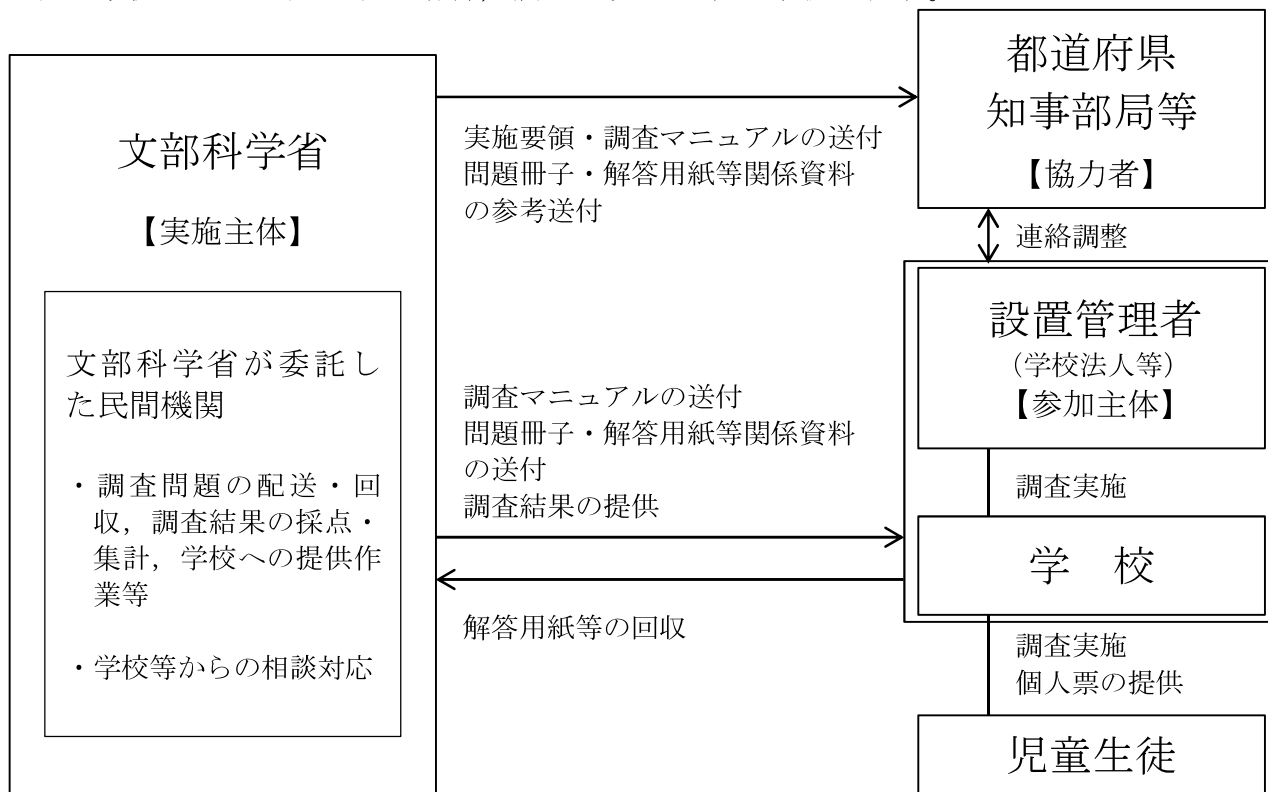 文部科学省
【実施主体】
文部科学省が委託し
た民間機関
・調査問題の配送・回
収，調査結果の採点・
集計，学校への提供作
業等
・学校等からの相談対応
実施要領・調査マニュアルの送付
問題冊子・解答用紙等関係資料
の参考送付
調査マニュアルの送付
問題冊子・解答用紙等関係資料
の送付
調査結果の提供
解答用紙等の回収
都道府県
知事部局等
【協力者】
連絡調整
設置管理者
（学校法人等）
【参加主体】
調査実施
学　校
調査実施
個人票の提供
児童生徒